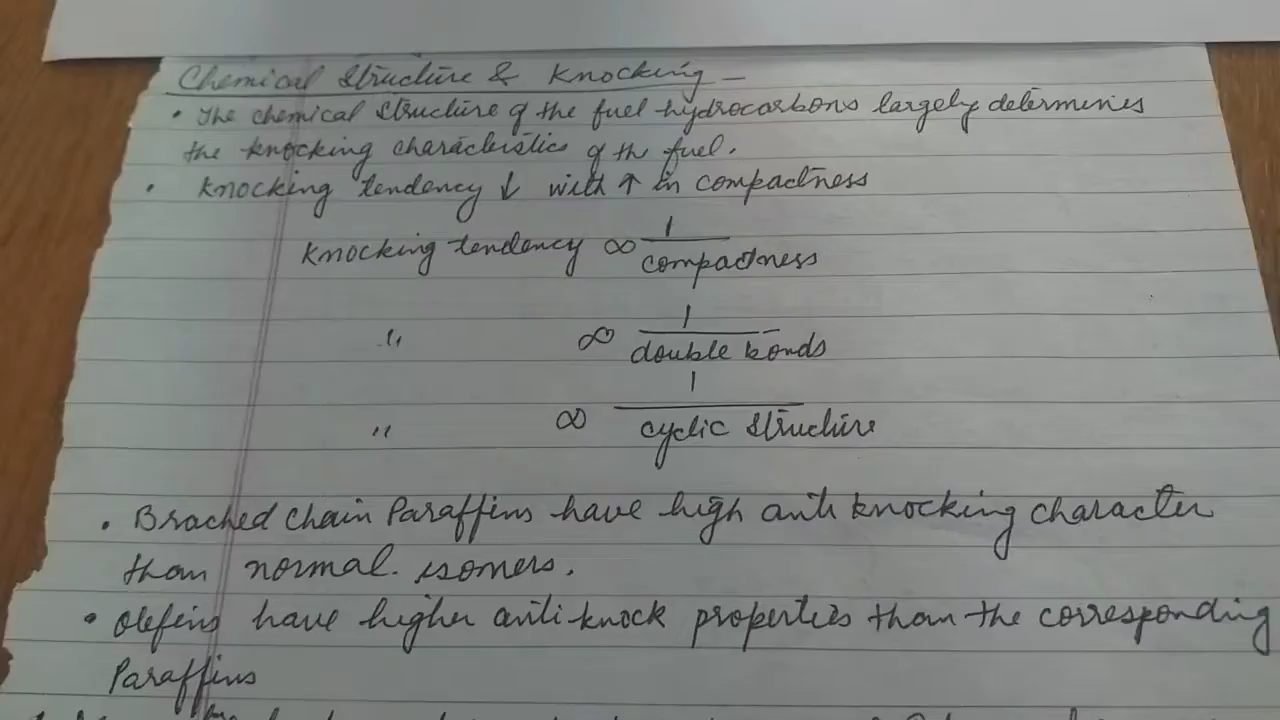 Chemical Structure & Knocking –
• The chemical structure of the fuel hydrocarbons largely determines
the knocking characteristics of the fuel.
• Knocking tendency ↓ with ↑ in compactness
Knocking tendency ∝ 1/compactness
" ∝ 1/double bonds
" ∝ 1/cyclic structure
• Brached chain Paraffins have high anti knocking character
than normal isomers.
• Olefins have higher anti-knock properties than the corresponding
Paraffins